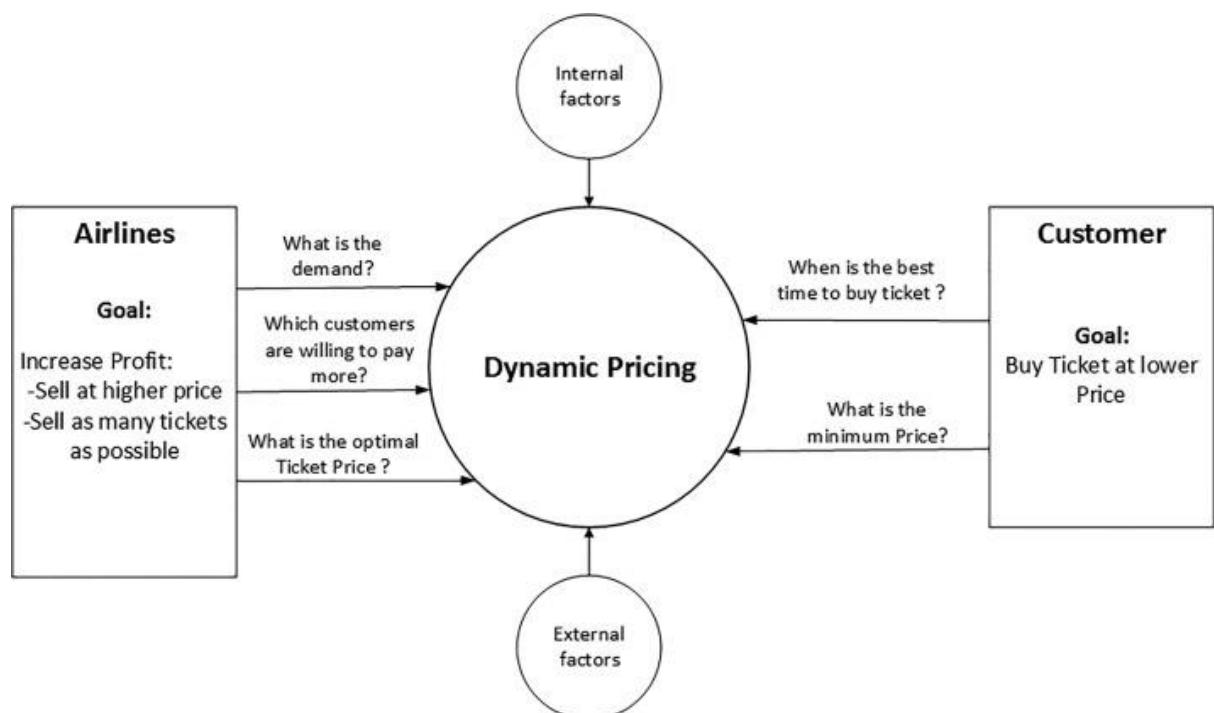 Internal
factors
Airlines
Goal:
Increase Profit:
-Sell at higher price
-Sell as many tickets
as possible
What is the
demand?
Which customers
are willing to pay
more?
What is the optimal
Ticket Price ?
Dynamic Pricing
When is the best
time to buy ticket ?
What is the
minimum Price?
Customer
Goal:
Buy Ticket at lower
Price
External
factors